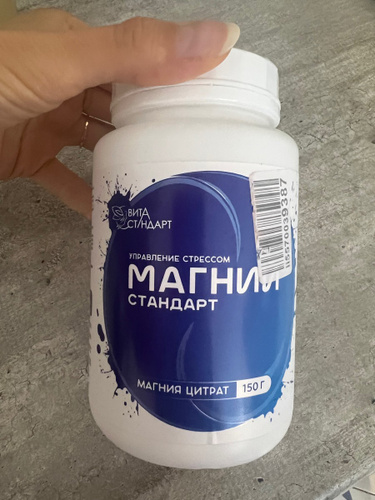 ВИТА
СТАНДАРТ
УПРАВЛЕНИЕ СТРЕССОМ
МАГНИЙ
СТАНДАРТ
МАГНИЯ ЦИТРАТ 150 Г